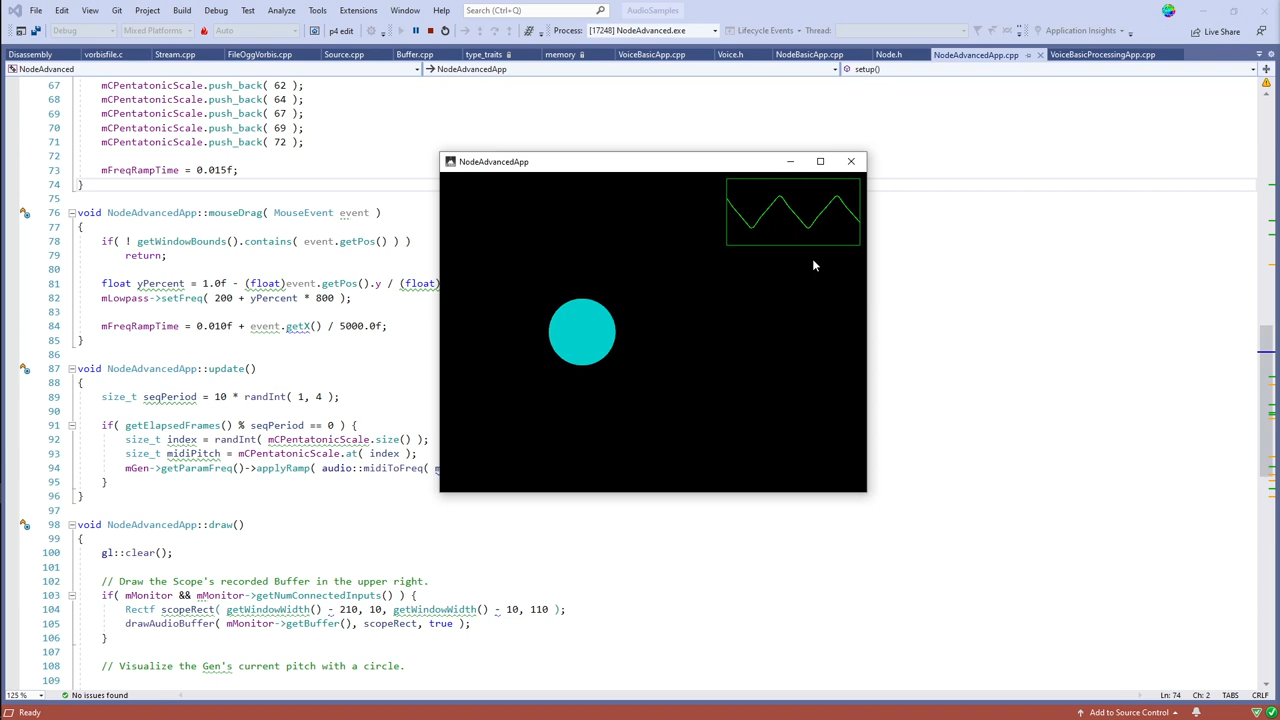 File Edit View Git Project Build Debug Test Analyze Tools Extensions Window Help Search (Ctrl+Q) AudioSamples
Debug Mixed Platforms Auto p4 edit Process: [17248] NodeAdvanced.exe Lifecycle Events Thread: Application Insights Live Share
Disassembly vorbisfile.c Stream.cpp FileOggVorbis.cpp Source.cpp Buffer.cpp type_traits memory VoiceBasicApp.cpp Voice.h NodeBasicApp.cpp Node.h NodeAdvancedApp.cpp VoiceBasicProcessingApp.cpp
NodeAdvanced NodeAdvancedApp setup()
67 mCPentatonicScale.push_back( 62 );
68 mCPentatonicScale.push_back( 64 );
69 mCPentatonicScale.push_back( 67 );
70 mCPentatonicScale.push_back( 69 );
71 mCPentatonicScale.push_back( 72 );
72
73 mFreqRampTime = 0.015f;
74 }
75
76 void NodeAdvancedApp::mouseDrag( MouseEvent event )
77 {
78 if( ! getWindowBounds().contains( event.getPos() ) )
79 return;
80
81 float yPercent = 1.0f - (float)event.getPos().y / (float)
82 mLowpass->setFreq( 200 + yPercent * 800 );
83
84 mFreqRampTime = 0.010f + event.getX() / 5000.0f;
85 }
86
87 void NodeAdvancedApp::update()
88 {
89 size_t seqPeriod = 10 * randInt( 1, 4 );
90
91 if( getElapsedFrames() % seqPeriod == 0 ) {
92 size_t index = randInt( mCPentatonicScale.size() );
93 size_t midiPitch = mCPentatonicScale.at( index );
94 mGen->getParamFreq()->applyRamp( audio::midiToFreq(
95 }
96 }
97
98 void NodeAdvancedApp::draw()
99 {
100 gl::clear();
101
102 // Draw the Scope's recorded Buffer in the upper right.
103 if( mMonitor && mMonitor->getNumConnectedInputs() ) {
104 Rectf scopeRect( getWindowWidth() - 210, 10, getWindowWidth() - 10, 110 );
105 drawAudioBuffer( mMonitor->getBuffer(), scopeRect, true );
106 }
107
108 // Visualize the Gen's current pitch with a circle.
109
NodeAdvancedApp
125 % No issues found Ln: 74 Ch: 2 TABS CRLF
Ready Add to Source Control